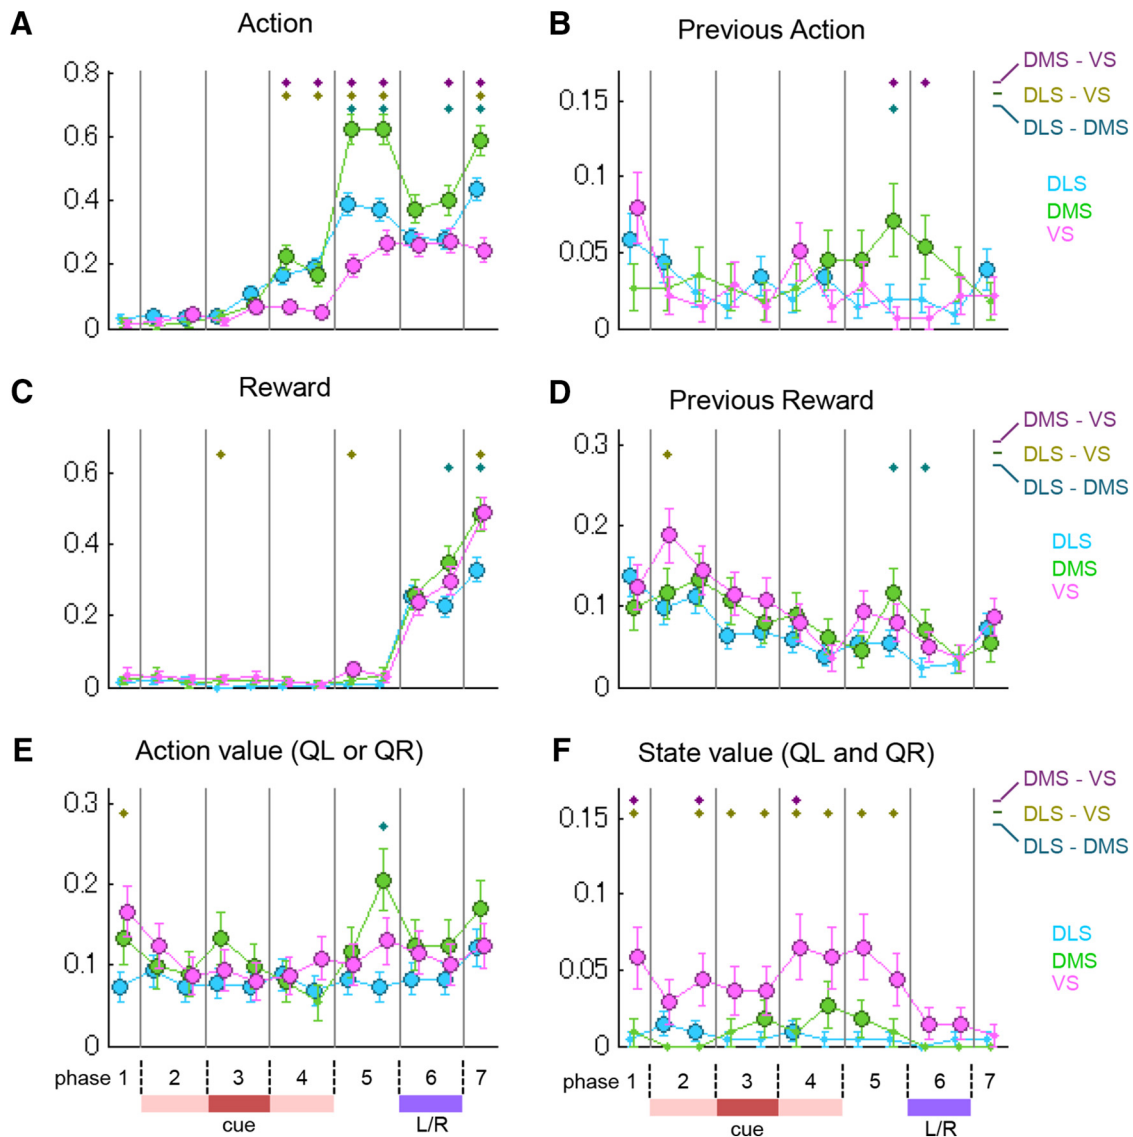 A
Action
0.8
0.6
0.4
0.2
0
B
Previous Action
0.15
0.1
0.05
0
DMS - VS
DLS - VS
DLS - DMS
DLS
DMS
VS
C
Reward
0.6
0.4
0.2
0
D
Previous Reward
0.3
0.2
0.1
0
DMS - VS
DLS - VS
DLS - DMS
DLS
DMS
VS
E
Action value (QL or QR)
0.3
0.2
0.1
0
phase 1 2 3 4 5 6 7
cue L/R
F
State value (QL and QR)
0.15
0.1
0.05
0
DMS - VS
DLS - VS
DLS - DMS
DLS
DMS
VS
phase 1 2 3 4 5 6 7
cue L/R